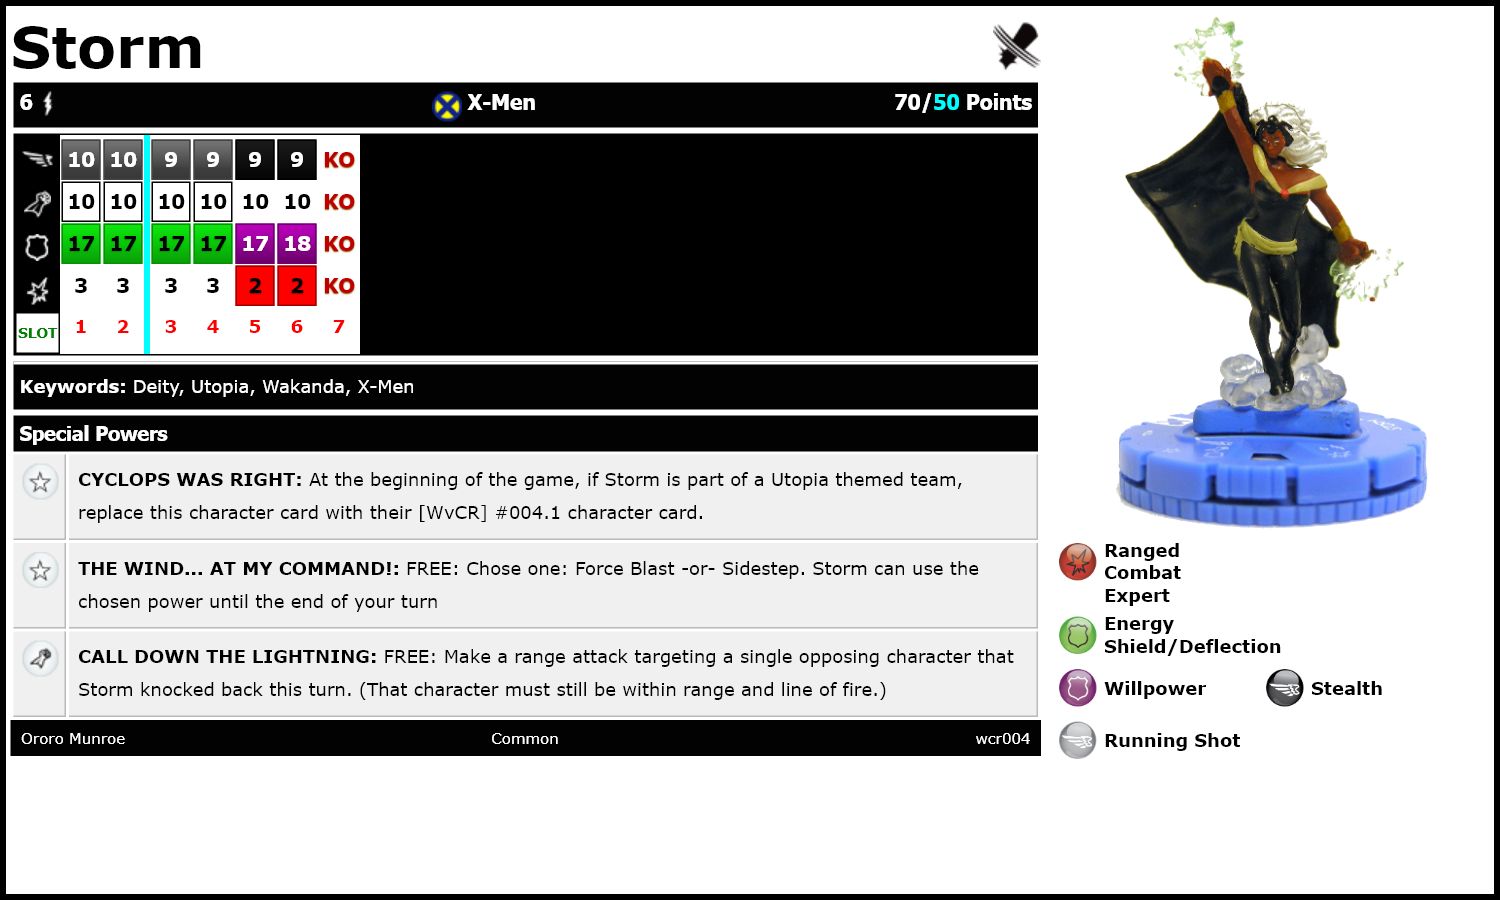 Storm
6 X-Men 70/50 Points
10 10 9 9 9 9 KO
10 10 10 10 10 10 KO
17 17 17 17 17 18 KO
3 3 3 3 2 2 KO
SLOT 1 2 3 4 5 6 7
Keywords: Deity, Utopia, Wakanda, X-Men
Special Powers
CYCLOPS WAS RIGHT: At the beginning of the game, if Storm is part of a Utopia themed team,
replace this character card with their [WvCR] #004.1 character card.
THE WIND... AT MY COMMAND!: FREE: Chose one: Force Blast -or- Sidestep. Storm can use the
chosen power until the end of your turn
CALL DOWN THE LIGHTNING: FREE: Make a range attack targeting a single opposing character that
Storm knocked back this turn. (That character must still be within range and line of fire.)
Ororo Munroe Common wcr004
Ranged
Combat
Expert
Energy
Shield/Deflection
Willpower Stealth
Running Shot